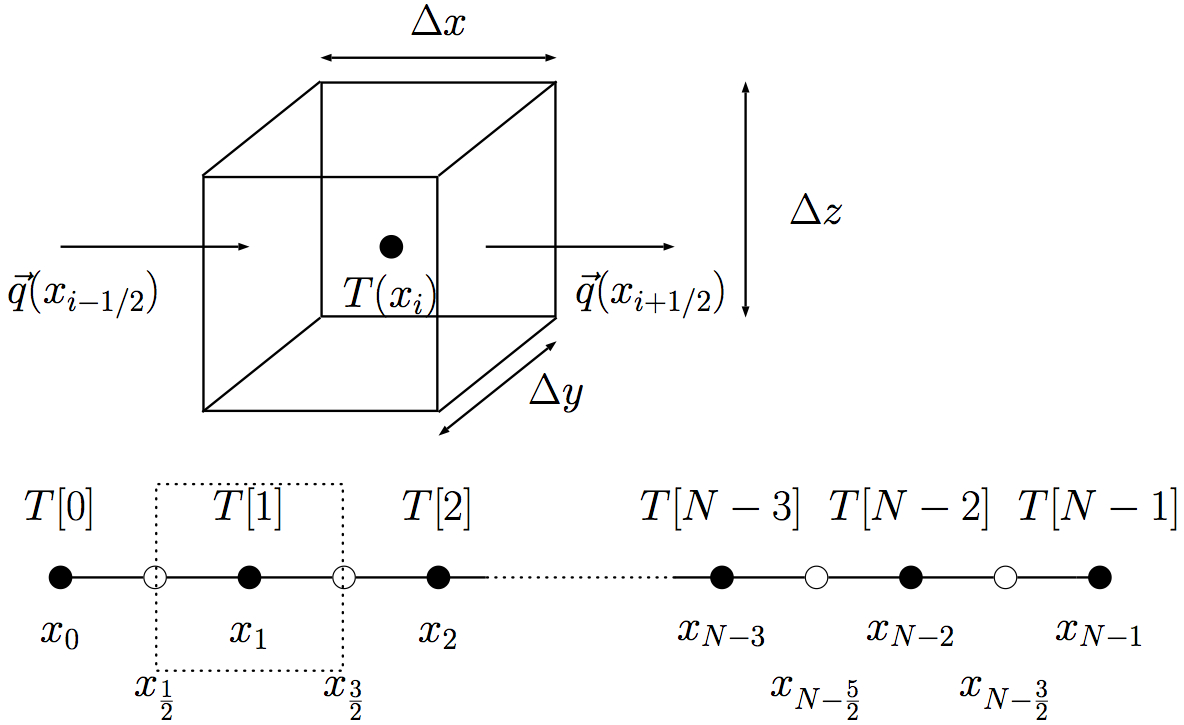 Δx
Δz
q⃗(x_{i−1/2}) T(x_i) q⃗(x_{i+1/2})
Δy
T[0] T[1] T[2] T[N − 3] T[N − 2] T[N − 1]
x_0 x_1 x_2 x_{N−3} x_{N−2} x_{N−1}
x_{1/2} x_{3/2} x_{N−5/2} x_{N−3/2}